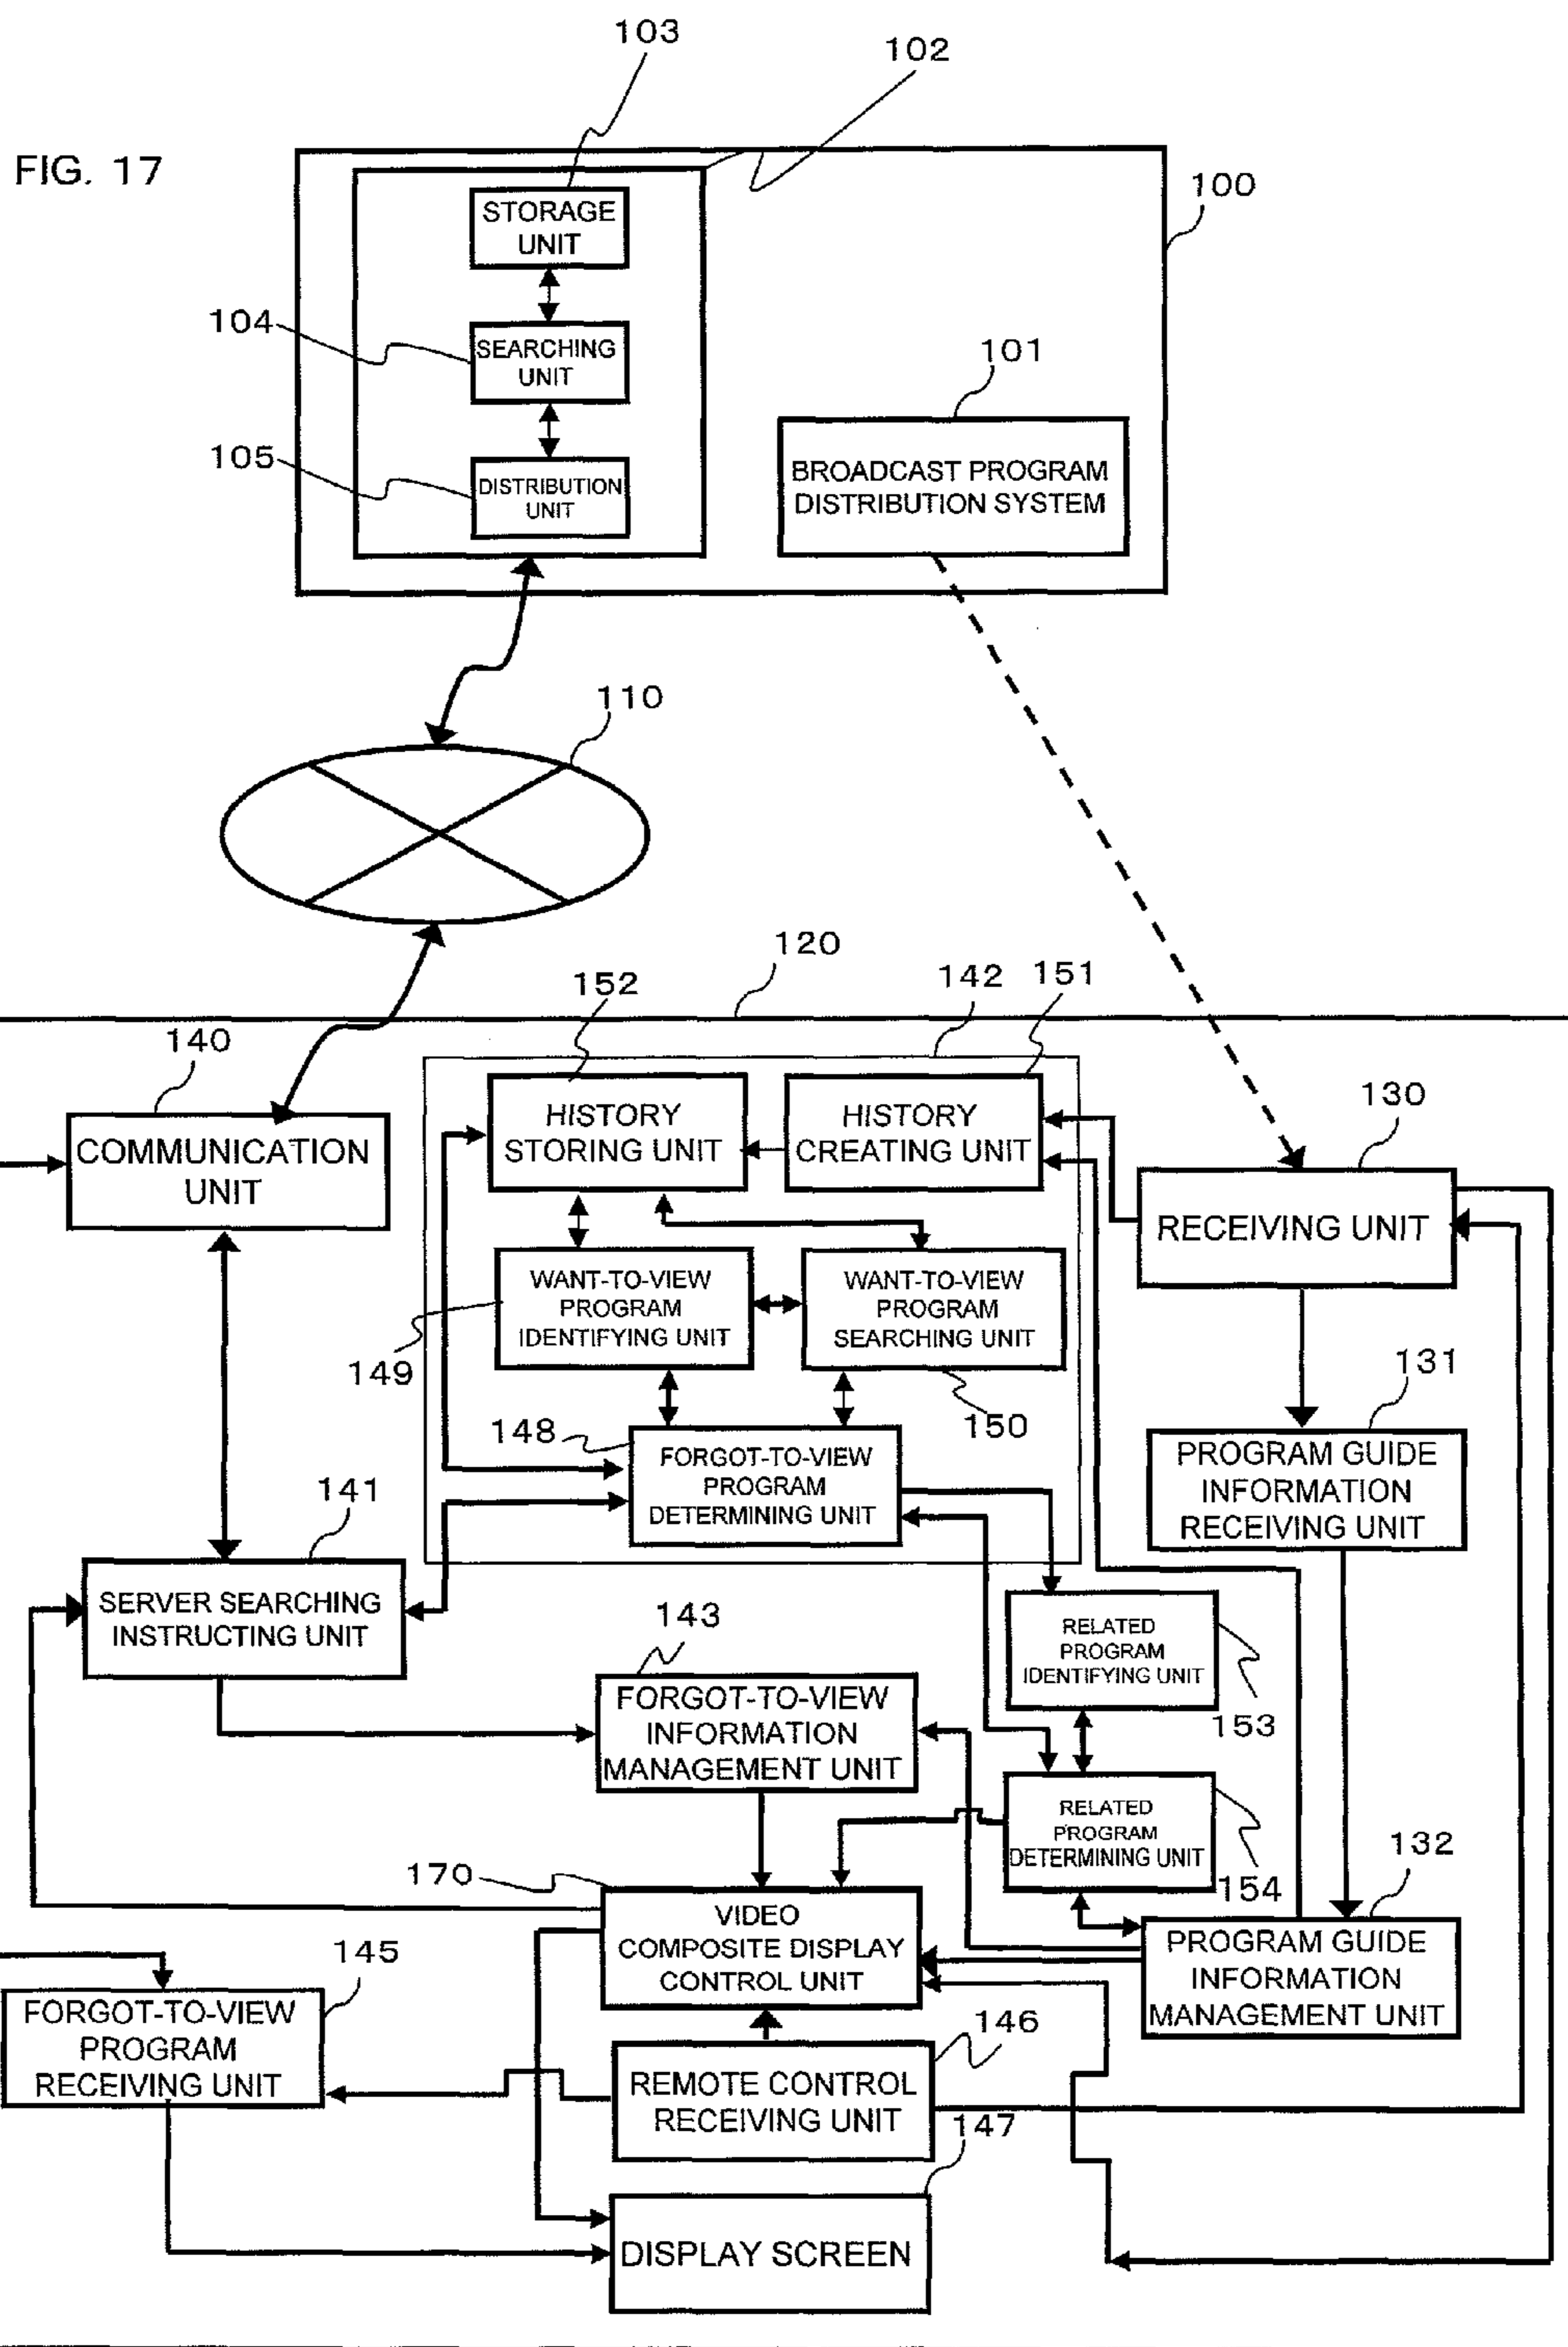 103
102
FIG. 17
100
STORAGE
UNIT
104
SEARCHING
UNIT
101
105
DISTRIBUTION
UNIT
BROADCAST PROGRAM
DISTRIBUTION SYSTEM
110
120
152
142
151
140
130
HISTORY
STORING UNIT
HISTORY
CREATING UNIT
COMMUNICATION
UNIT
RECEIVING UNIT
WANT-TO-VIEW
PROGRAM
IDENTIFYING UNIT
WANT-TO-VIEW
PROGRAM
SEARCHING UNIT
149
150
131
148
FORGOT-TO-VIEW
PROGRAM
DETERMINING UNIT
PROGRAM GUIDE
INFORMATION
RECEIVING UNIT
141
SERVER SEARCHING
INSTRUCTING UNIT
143
RELATED
PROGRAM
IDENTIFYING UNIT
153
FORGOT-TO-VIEW
INFORMATION
MANAGEMENT UNIT
RELATED
PROGRAM
DETERMINING UNIT
154
132
170
VIDEO
COMPOSITE DISPLAY
CONTROL UNIT
PROGRAM GUIDE
INFORMATION
MANAGEMENT UNIT
145
FORGOT-TO-VIEW
PROGRAM
RECEIVING UNIT
146
REMOTE CONTROL
RECEIVING UNIT
147
DISPLAY SCREEN